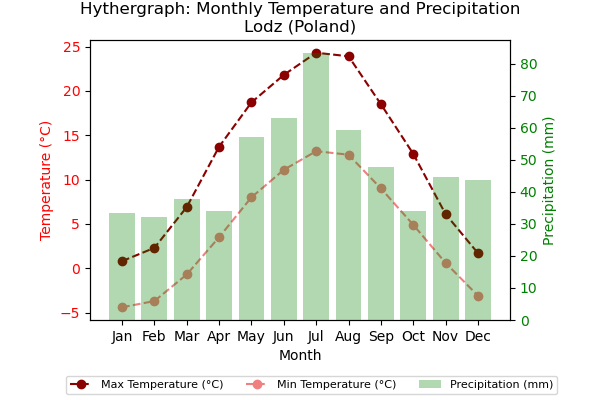 Hythergraph: Monthly Temperature and Precipitation
Lodz (Poland)
Temperature (°C)
25
20
15
10
5
0
−5
80
70
60
50
40
30
20
10
0
Precipitation (mm)
Jan Feb Mar Apr May Jun Jul Aug Sep Oct Nov Dec
Month
Max Temperature (°C) Min Temperature (°C) Precipitation (mm)